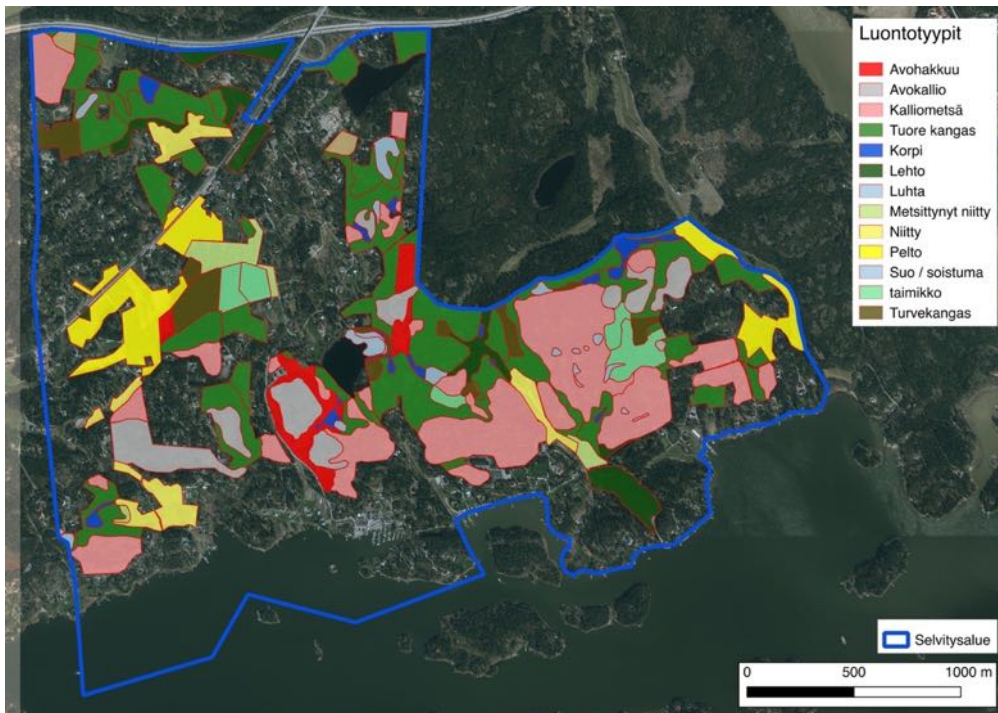 Luontotyypit
Avohakkuu
Avokallio
Kalliometsä
Tuore kangas
Korpi
Lehto
Luhta
Metsittynyt niitty
Niitty
Pelto
Suo / soistuma
taimikko
Turvekangas
Selvitysalue
0 500 1000 m